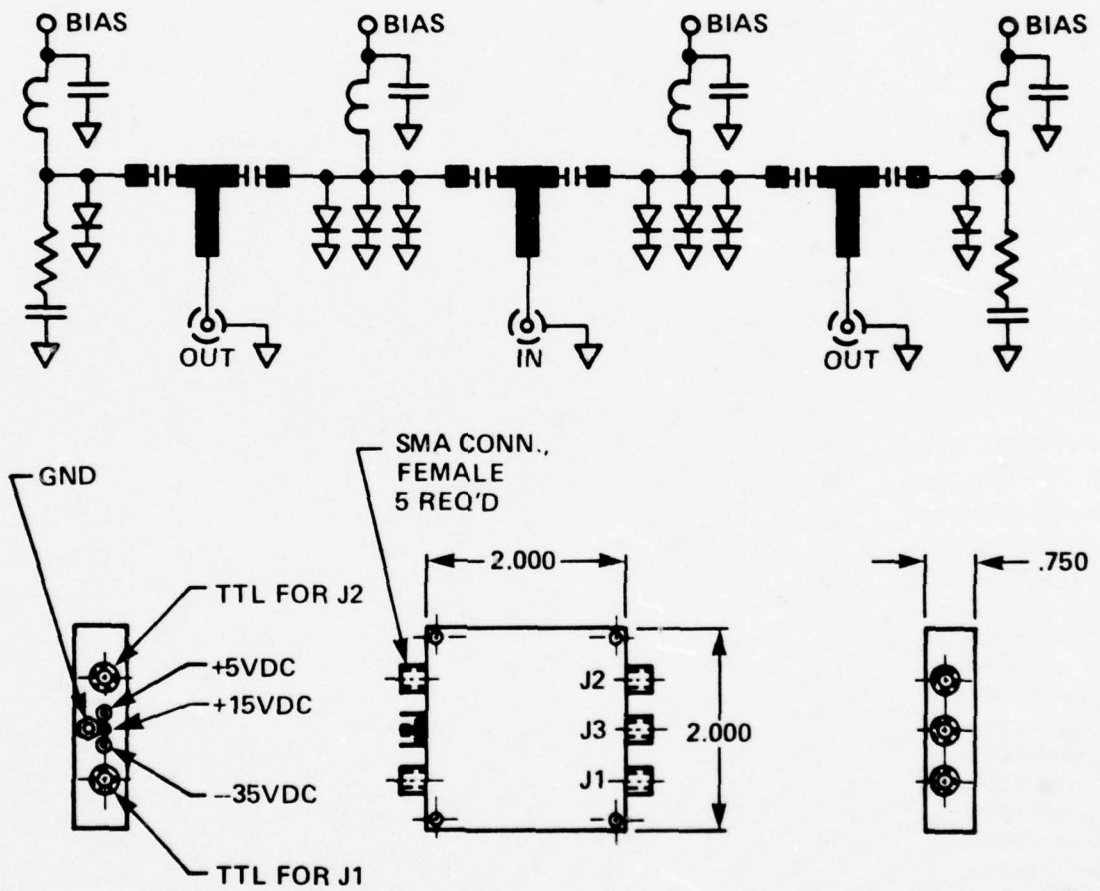 BIAS
BIAS
BIAS
BIAS
OUT
IN
OUT
SMA CONN.,
FEMALE
5 REQ'D
GND
2.000
.750
TTL FOR J2
+5VDC
+15VDC
--35VDC
TTL FOR J1
J2
J3
J1
2.000